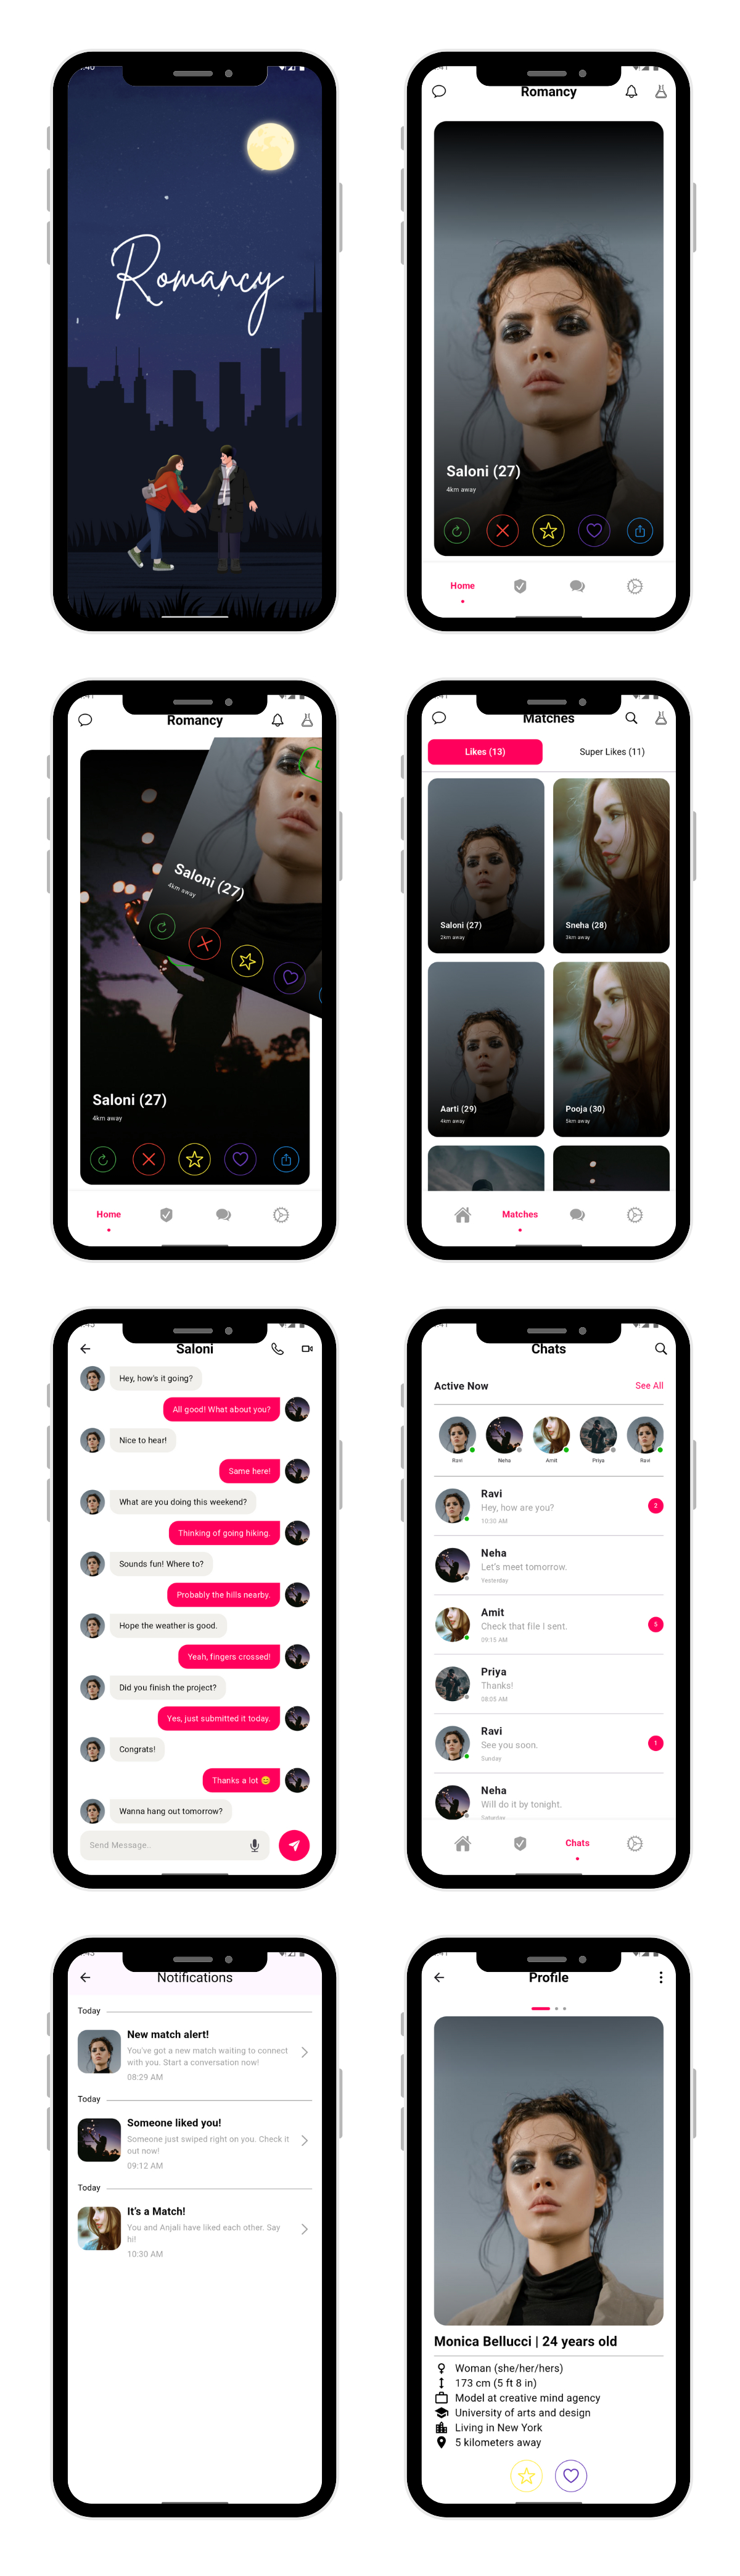 Romancy
Romancy
Saloni (27)
4km away
Home
Romancy
Saloni (27)
4km away
Saloni (27)
4km away
Home
Matches
Likes (13)
Super Likes (11)
Saloni (27)
2km away
Sneha (28)
3km away
Aarti (29)
4km away
Pooja (30)
5km away
Matches
Saloni
Hey, how's it going?
All good! What about you?
Nice to hear!
Same here!
What are you doing this weekend?
Thinking of going hiking.
Sounds fun! Where to?
Probably the hills nearby.
Hope the weather is good.
Yeah, fingers crossed!
Did you finish the project?
Yes, just submitted it today.
Congrats!
Thanks a lot 😊
Wanna hang out tomorrow?
Send Message..
Chats
Active Now
See All
Ravi
Neha
Amit
Priya
Ravi
Ravi
Hey, how are you?
10:30 AM
2
Neha
Let's meet tomorrow.
Yesterday
Amit
Check that file I sent.
09:15 AM
5
Priya
Thanks!
08:05 AM
Ravi
See you soon.
Sunday
1
Neha
Will do it by tonight.
Saturday
Chats
Notifications
Today
New match alert!
You've got a new match waiting to connect
with you. Start a conversation now!
08:29 AM
Today
Someone liked you!
Someone just swiped right on you. Check it
out now!
09:12 AM
Today
It's a Match!
You and Anjali have liked each other. Say
hi!
10:30 AM
Profile
Monica Bellucci | 24 years old
Woman (she/her/hers)
173 cm (5 ft 8 in)
Model at creative mind agency
University of arts and design
Living in New York
5 kilometers away